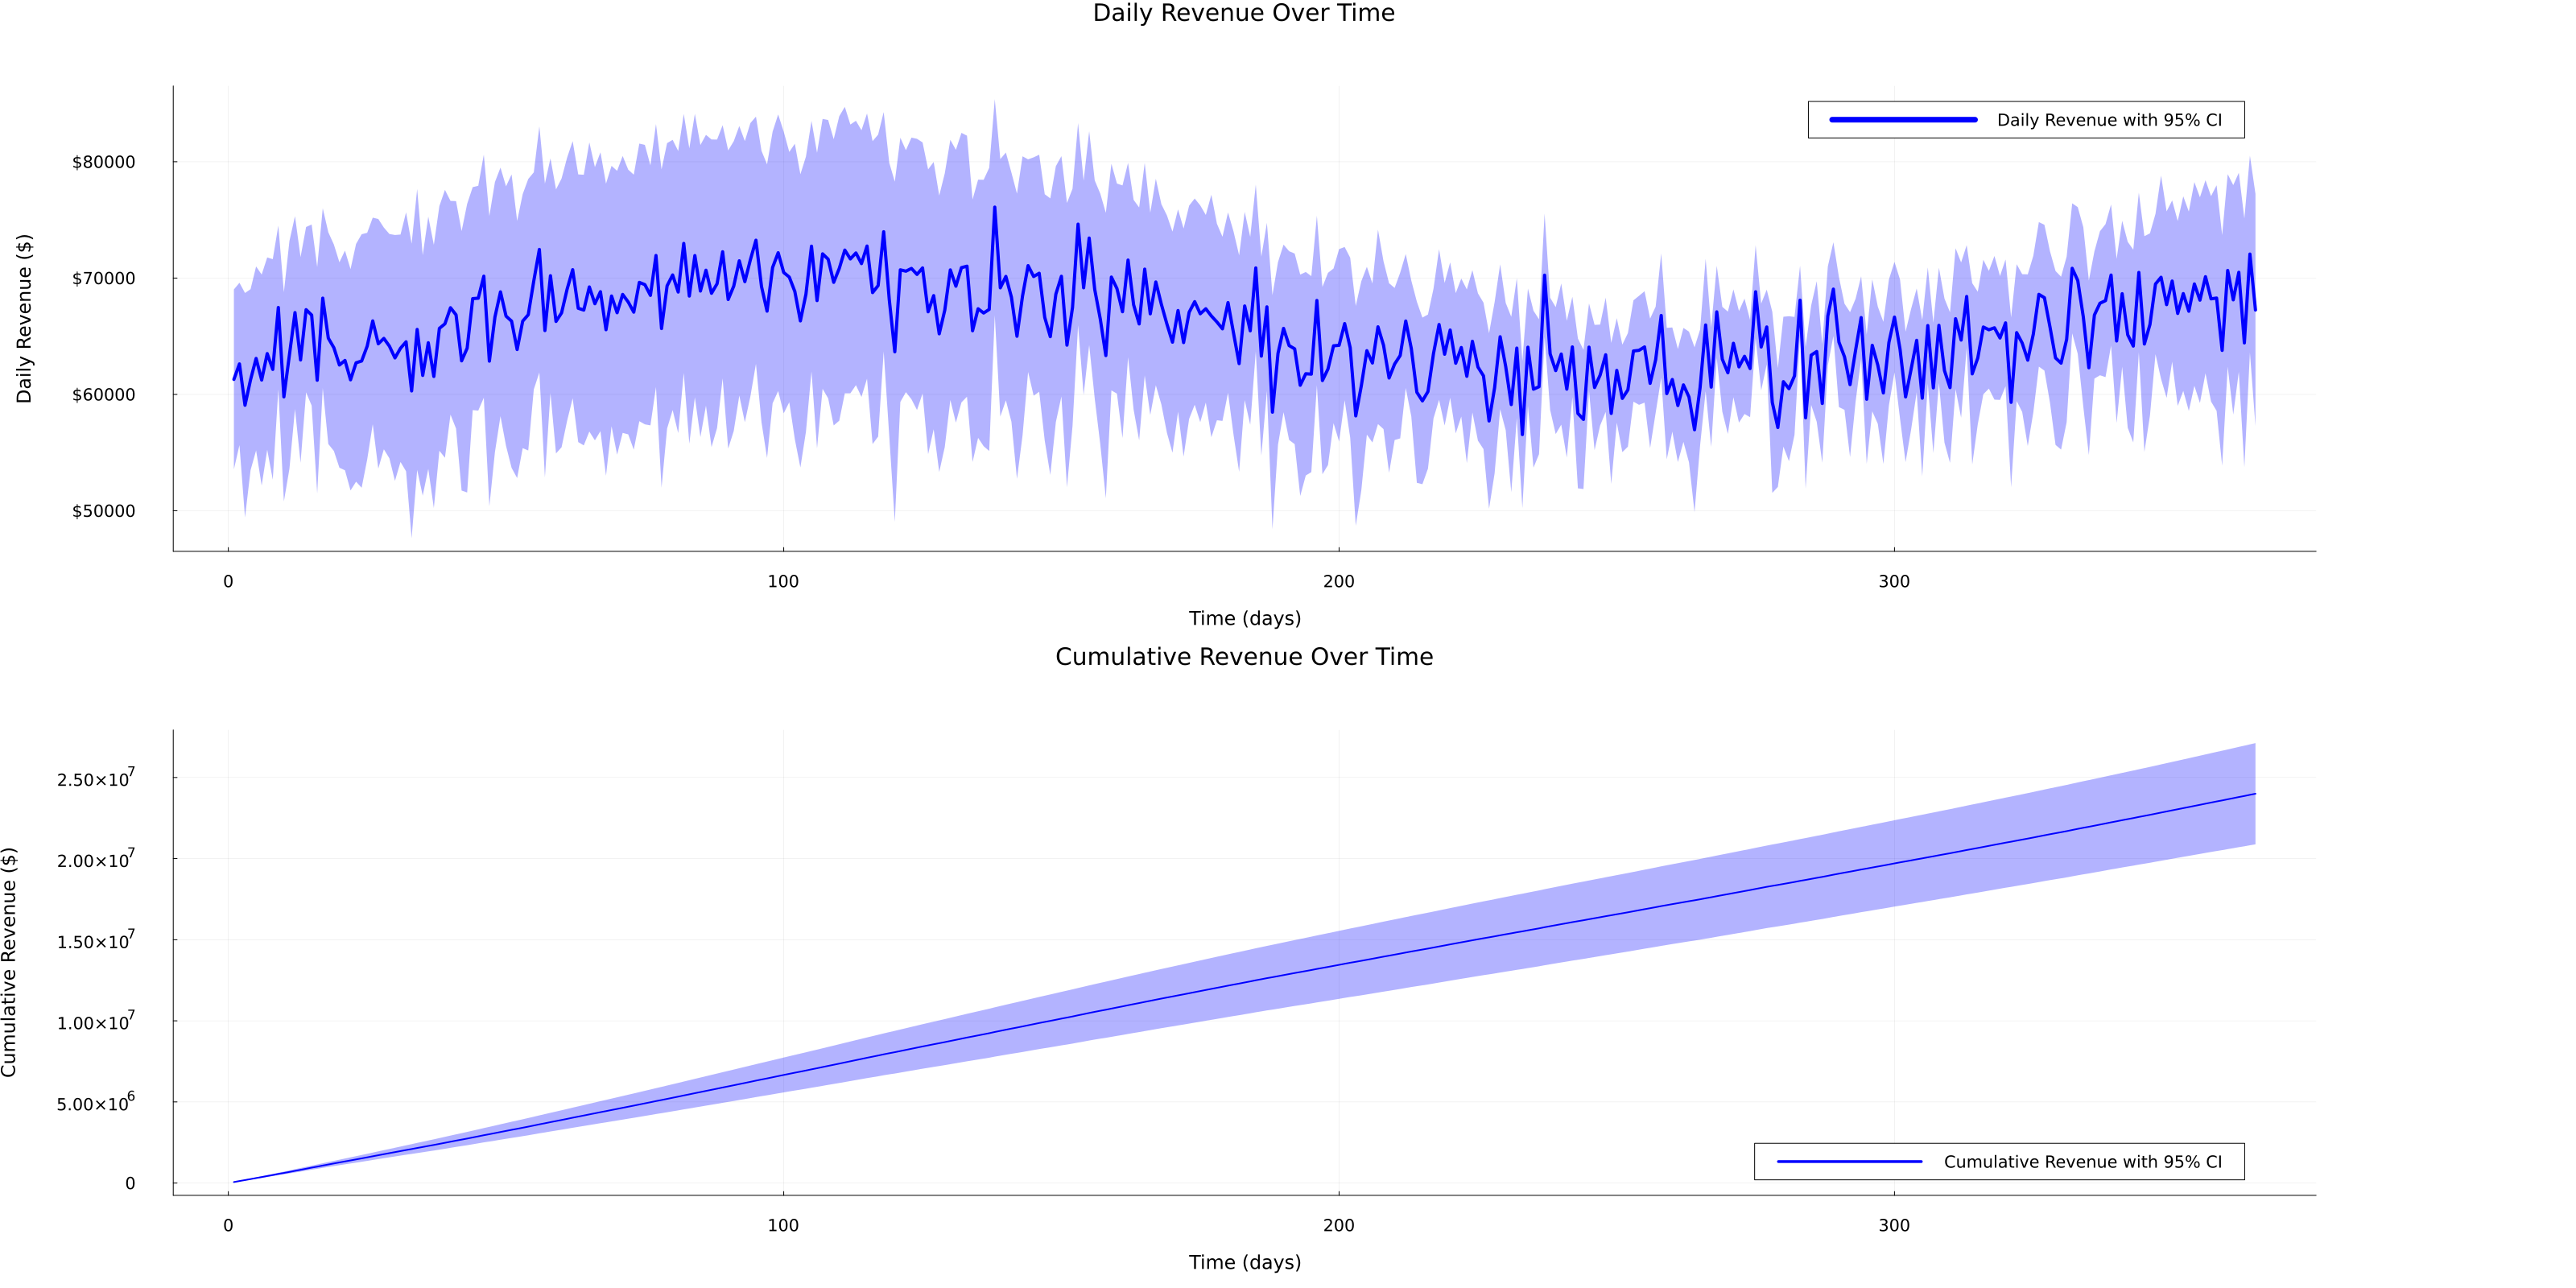 Daily Revenue Over Time
Daily Revenue with 95% CI
Daily Revenue ($)
$80000
$70000
$60000
$50000
0 100 200 300
Time (days)
Cumulative Revenue Over Time
Cumulative Revenue ($)
2.50×10⁷
2.00×10⁷
1.50×10⁷
1.00×10⁷
5.00×10⁶
0
Cumulative Revenue with 95% CI
0 100 200 300
Time (days)